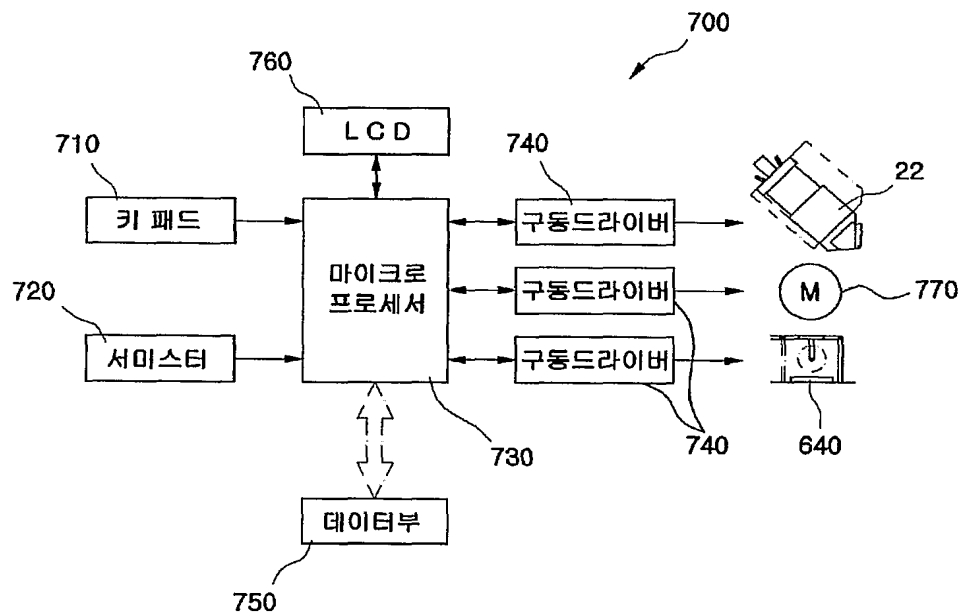 700
760
LCD
710
키 패드
740
구동드라이버
22
마이크로
프로세서
구동드라이버
M
770
720
서미스터
구동드라이버
730
740
640
데이터부
750